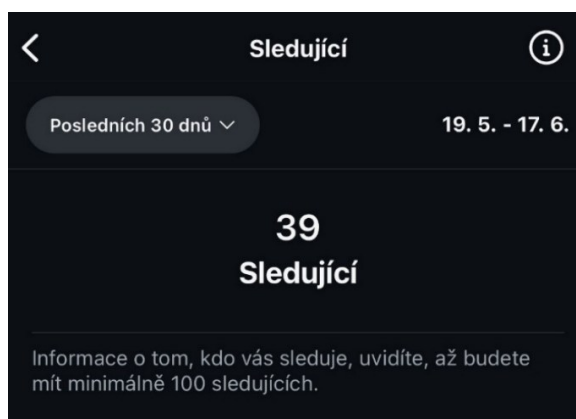 Sledující
Posledních 30 dnů
19. 5. - 17. 6.
39
Sledující
Informace o tom, kdo vás sleduje, uvidíte, až budete
mít minimálně 100 sledujících.